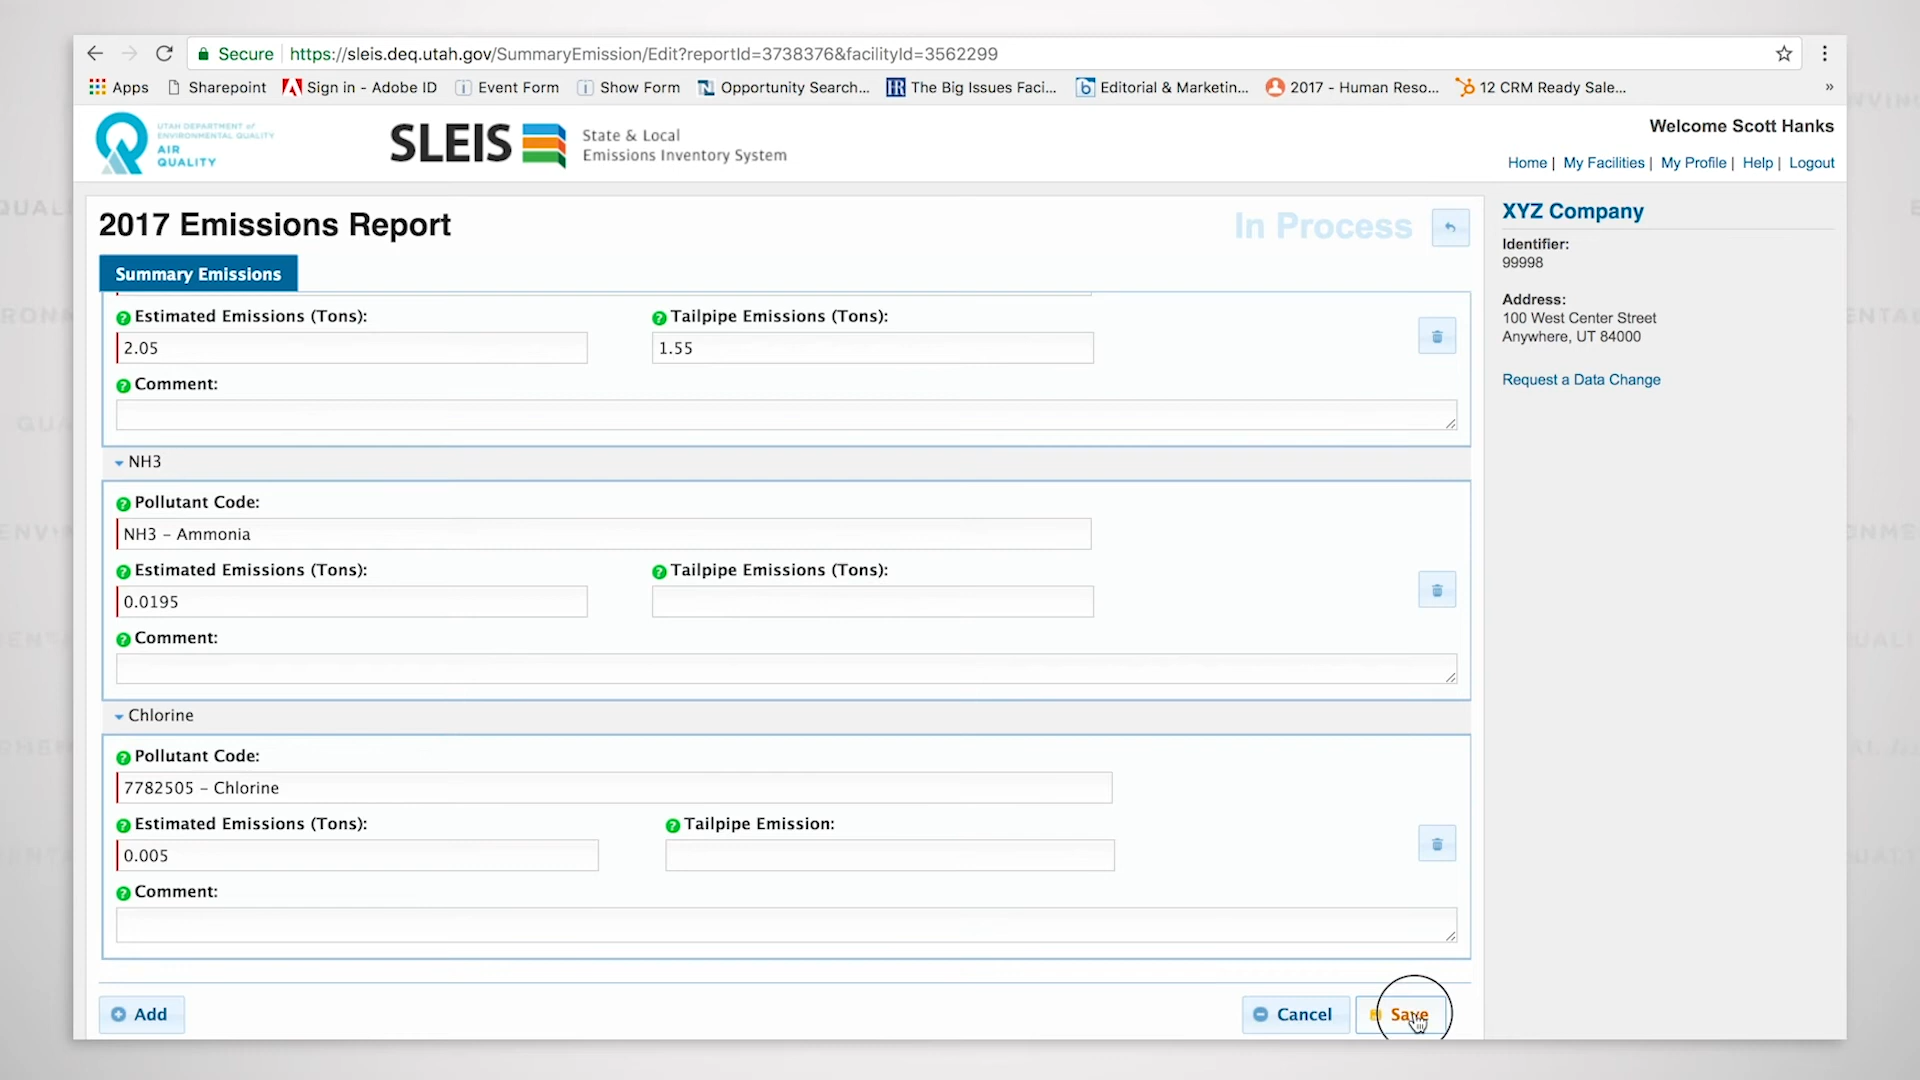 Secure https://sleis.deq.utah.gov/SummaryEmission/Edit?reportId=3738376&facilityId=3562299
Apps Sharepoint Sign in - Adobe ID Event Form Show Form Opportunity Search... The Big Issues Faci... Editorial & Marketin... 2017 - Human Reso... 12 CRM Ready Sale... »
UTAH DEPARTMENT of
ENVIRONMENTAL QUALITY
AIR
QUALITY
SLEIS
State & Local
Emissions Inventory System
Welcome Scott Hanks
Home | My Facilities | My Profile | Help | Logout
2017 Emissions Report
In Process
Summary Emissions
Estimated Emissions (Tons): Tailpipe Emissions (Tons):
2.05 1.55
Comment:
NH3
Pollutant Code:
NH3 – Ammonia
Estimated Emissions (Tons): Tailpipe Emissions (Tons):
0.0195
Comment:
Chlorine
Pollutant Code:
7782505 – Chlorine
Estimated Emissions (Tons): Tailpipe Emission:
0.005
Comment:
Add Cancel Save
XYZ Company
Identifier:
99998
Address:
100 West Center Street
Anywhere, UT 84000
Request a Data Change